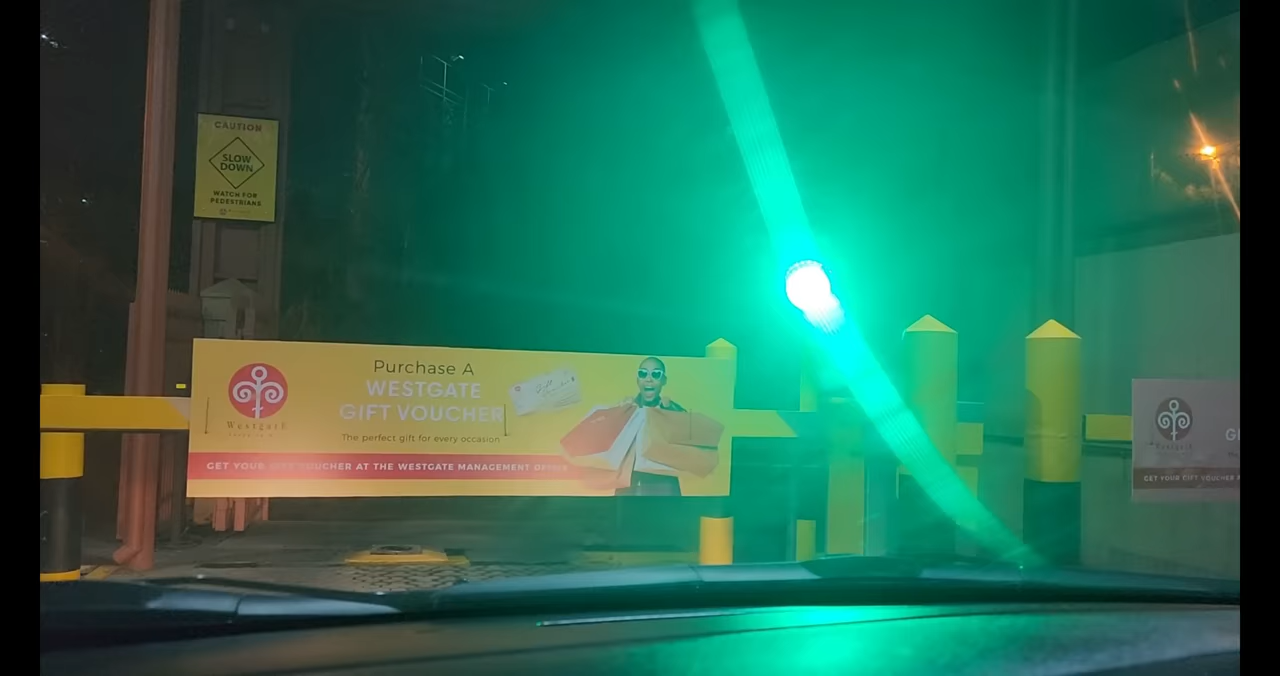 CAUTION
SLOW
DOWN
WATCH FOR
PEDESTRIANS
Purchase A
WESTGATE
GIFT VOUCHER
The perfect gift for every occasion
Westgate
GET YOUR GIFT VOUCHER AT THE WESTGATE MANAGEMENT OFFICE
GET YOUR GIFT VOUCHER